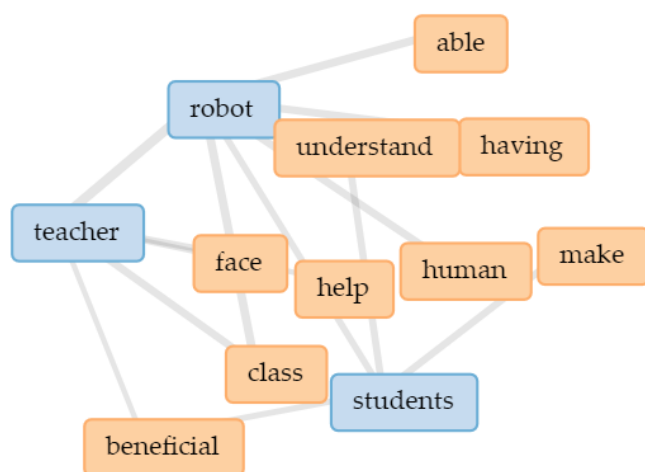 able
robot
understand
having
teacher
face
help
human
make
class
students
beneficial